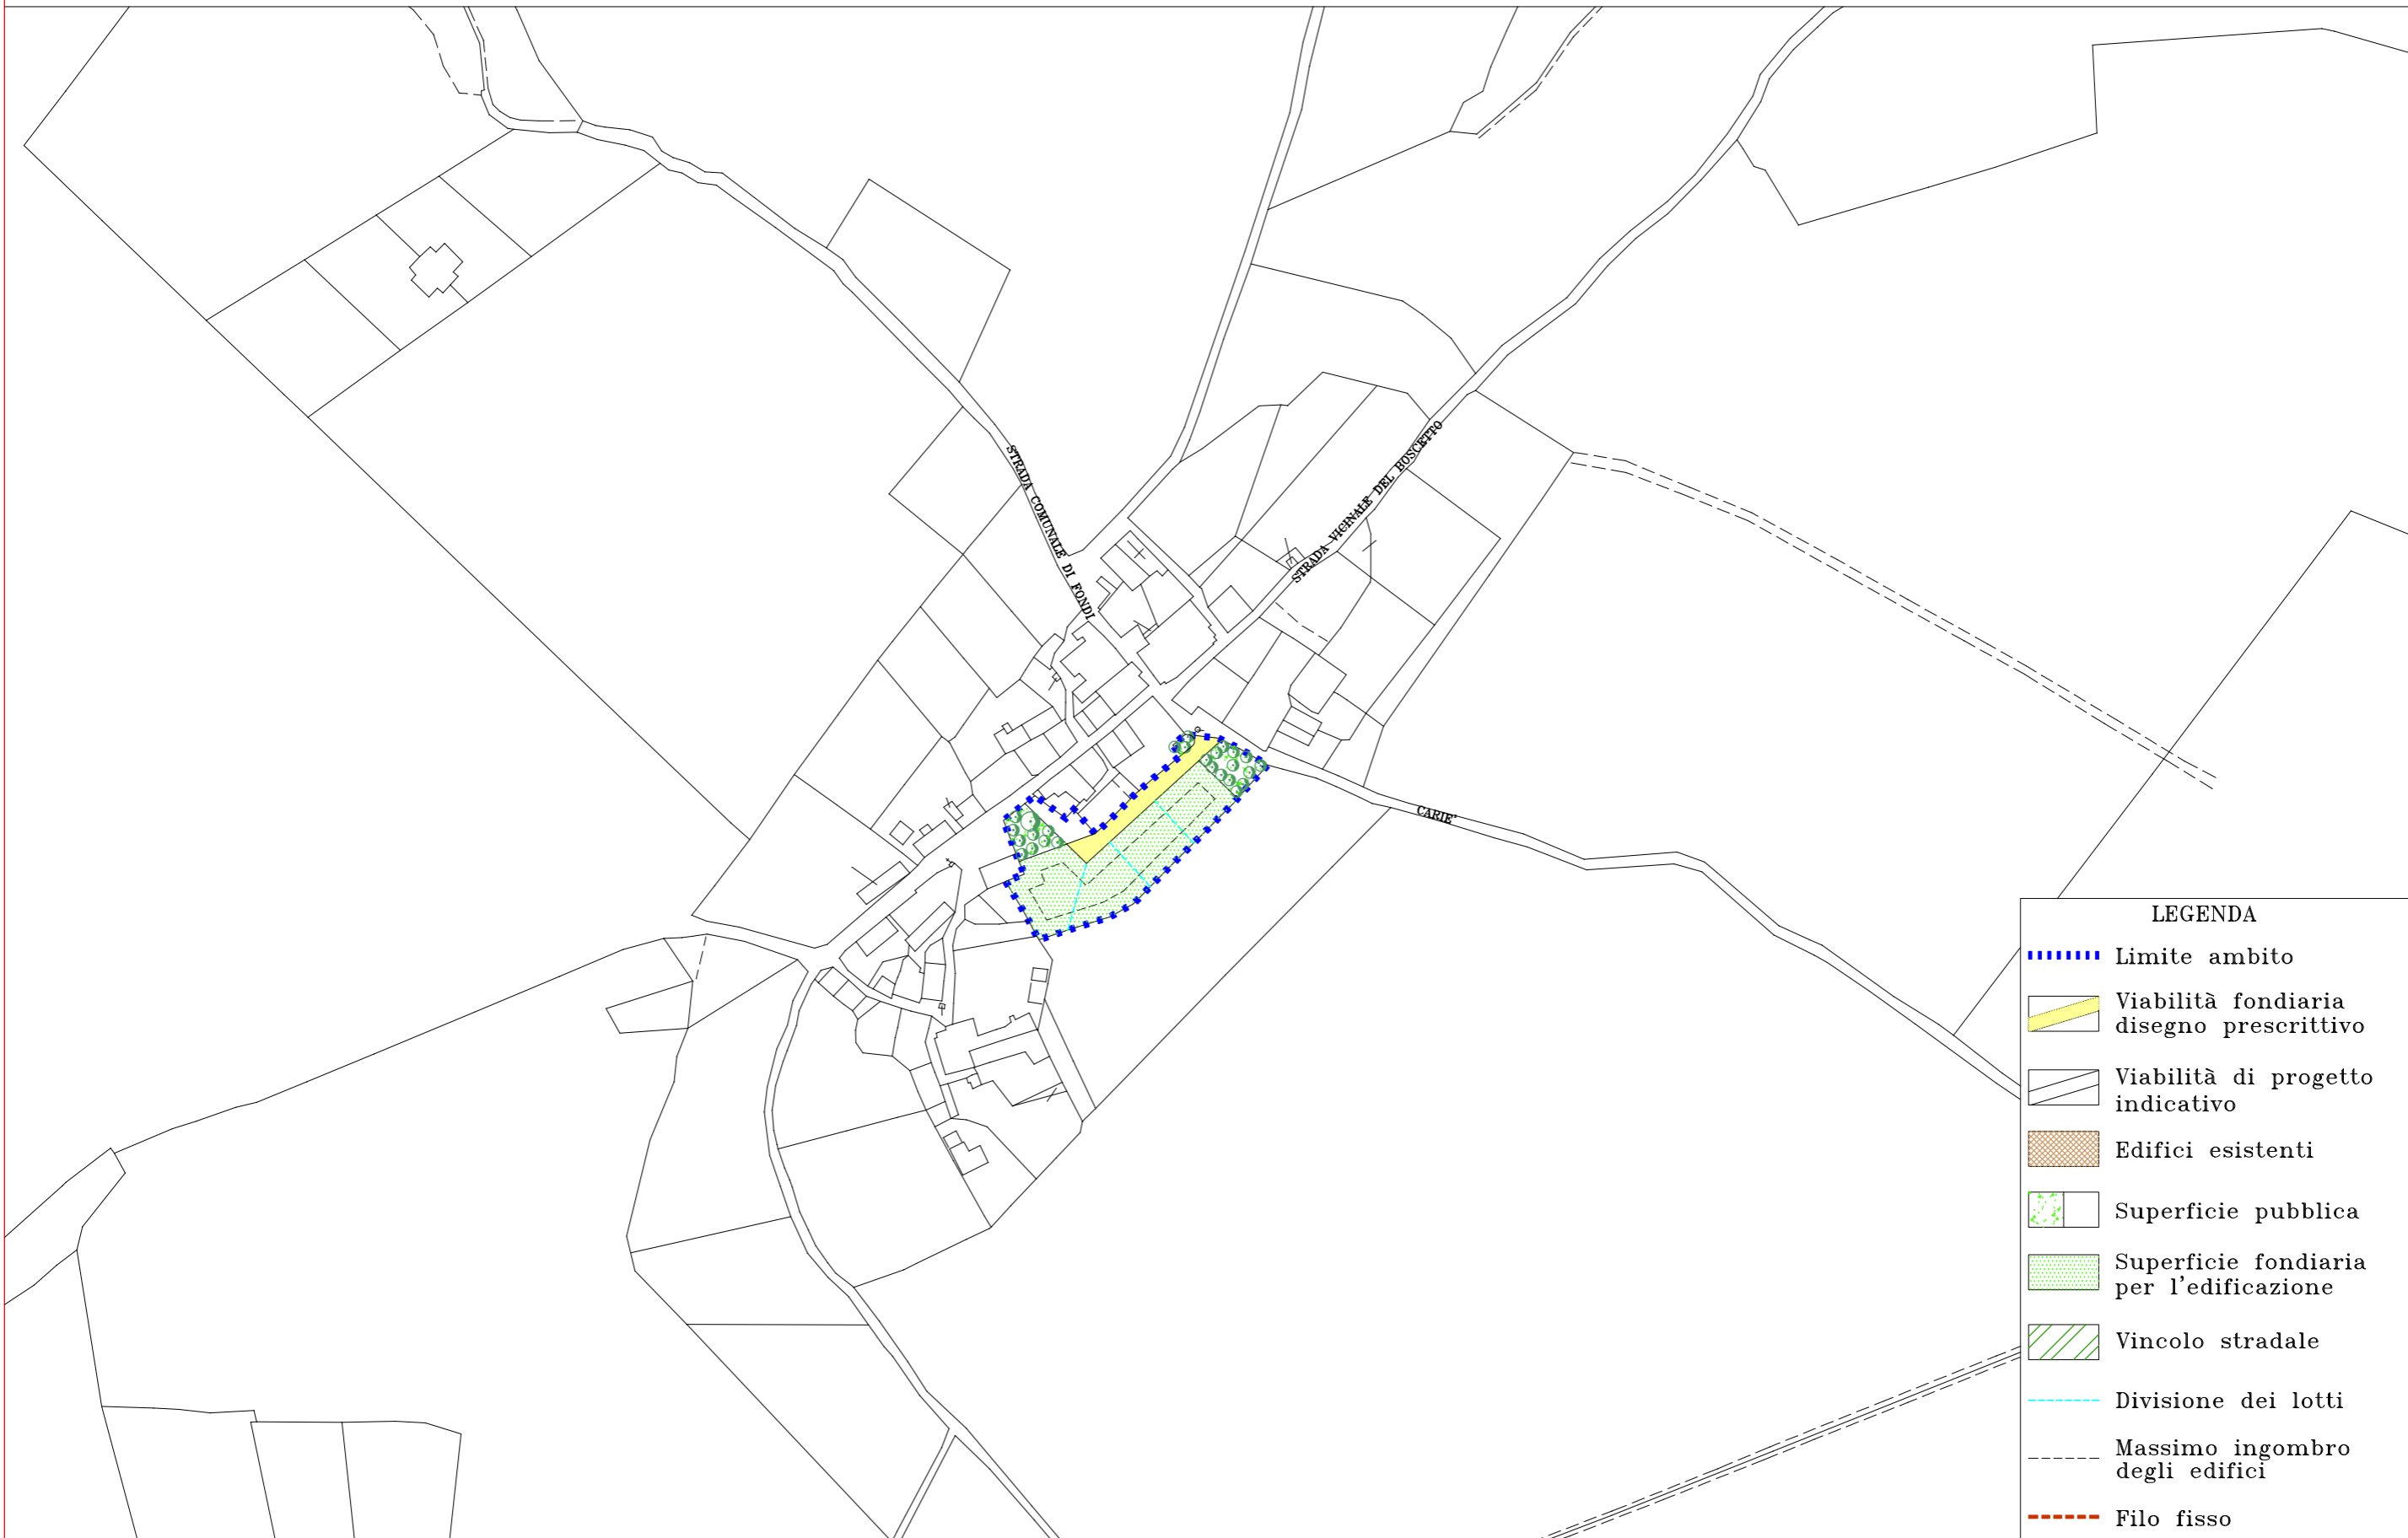 STRADA COMUNALE DI FONDI
STRADA VICINALE DEL BOSCETTO
CARIE'
LEGENDA
Limite ambito
Viabilità fondiaria
disegno prescrittivo
Viabilità di progetto
indicativo
Edifici esistenti
Superficie pubblica
Superficie fondiaria
per l'edificazione
Vincolo stradale
Divisione dei lotti
Massimo ingombro
degli edifici
Filo fisso